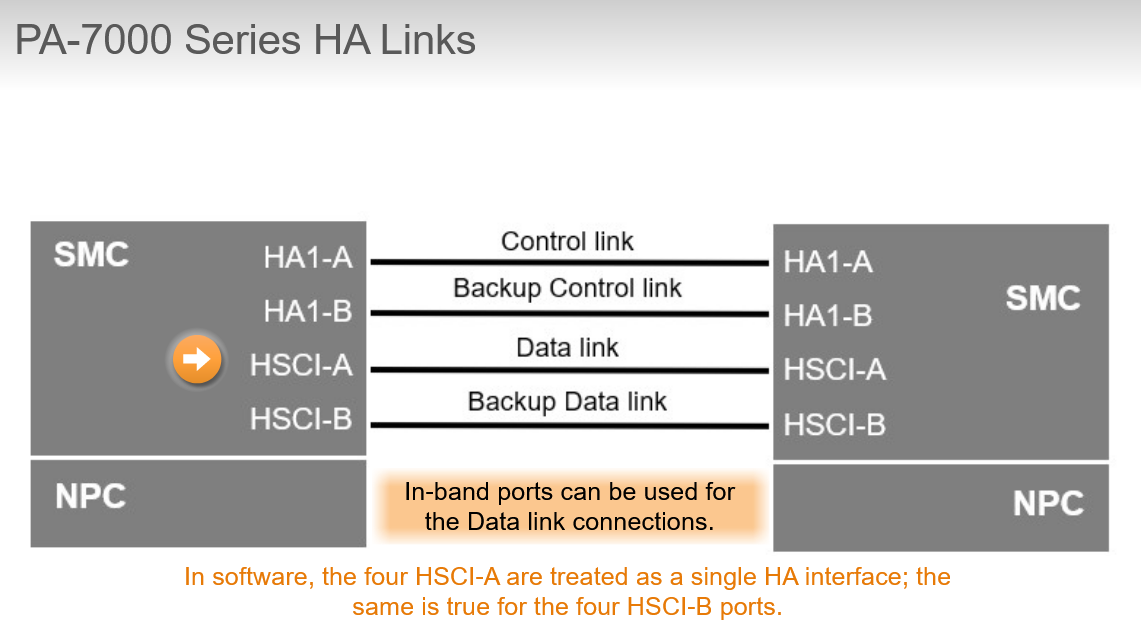 PA-7000 Series HA Links
SMC
HA1-A
HA1-B
HSCI-A
HSCI-B
NPC
Control link
Backup Control link
Data link
Backup Data link
HA1-A
HA1-B
HSCI-A
HSCI-B
SMC
NPC
In-band ports can be used for
the Data link connections.
In software, the four HSCI-A are treated as a single HA interface; the
same is true for the four HSCI-B ports.